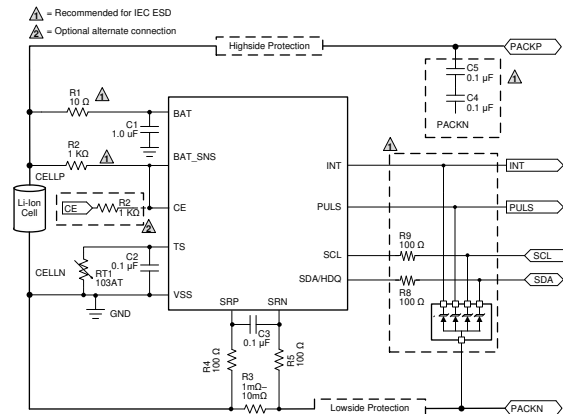 1 = Recommended for IEC ESD
2 = Optional alternate connection
Highside Protection
PACKP
C5
0.1 µF
C4
0.1 µF
PACKN
1
R1
10 Ω
1
BAT
C1
1.0 uF
R2
1 KΩ
1
BAT_SNS
CELLP
Li-Ion
Cell
CE
R2
1 KΩ
2
CE
INT
INT
PULS
PULS
1
TS
C2
0.1 µF
RT1
103AT
CELLN
VSS
GND
SCL
R9
100 Ω
SCL
SDA/HDQ
R8
100 Ω
SDA
SRP
SRN
C3
0.1 µF
R4
100 Ω
R5
100 Ω
R3
1mΩ–
10mΩ
Lowside Protection
PACKN